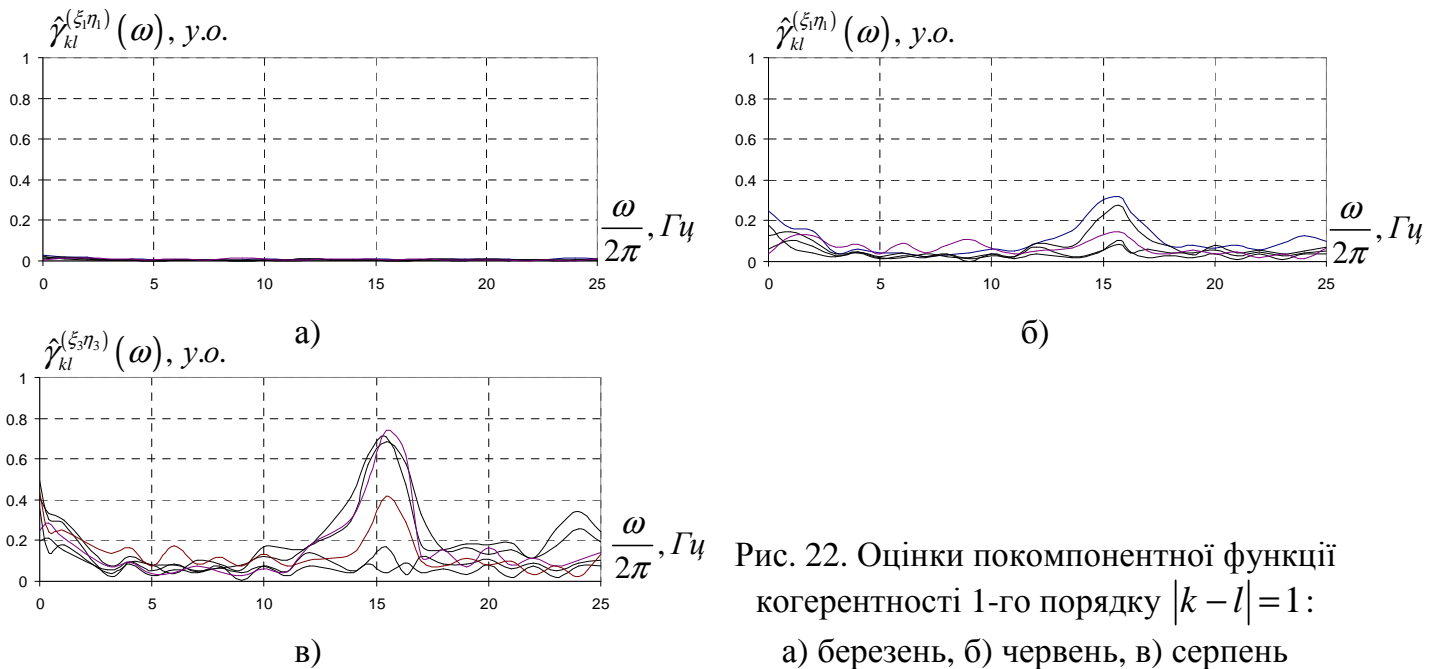 γ̂ₖₗ^(ξ₁η₁)(ω), у.о.
1
0.8
0.6
0.4
0.2
0
0 5 10 15 20 25
ω/2π, Гц
а)
γ̂ₖₗ^(ξ₁η₁)(ω), у.о.
1
0.8
0.6
0.4
0.2
0
0 5 10 15 20 25
ω/2π, Гц
б)
γ̂ₖₗ^(ξ₃η₃)(ω), у.о.
1
0.8
0.6
0.4
0.2
0
0 5 10 15 20 25
ω/2π, Гц
в)
Рис. 22. Оцінки покомпонентної функції
когерентності 1-го порядку |k − l| = 1:
а) березень, б) червень, в) серпень